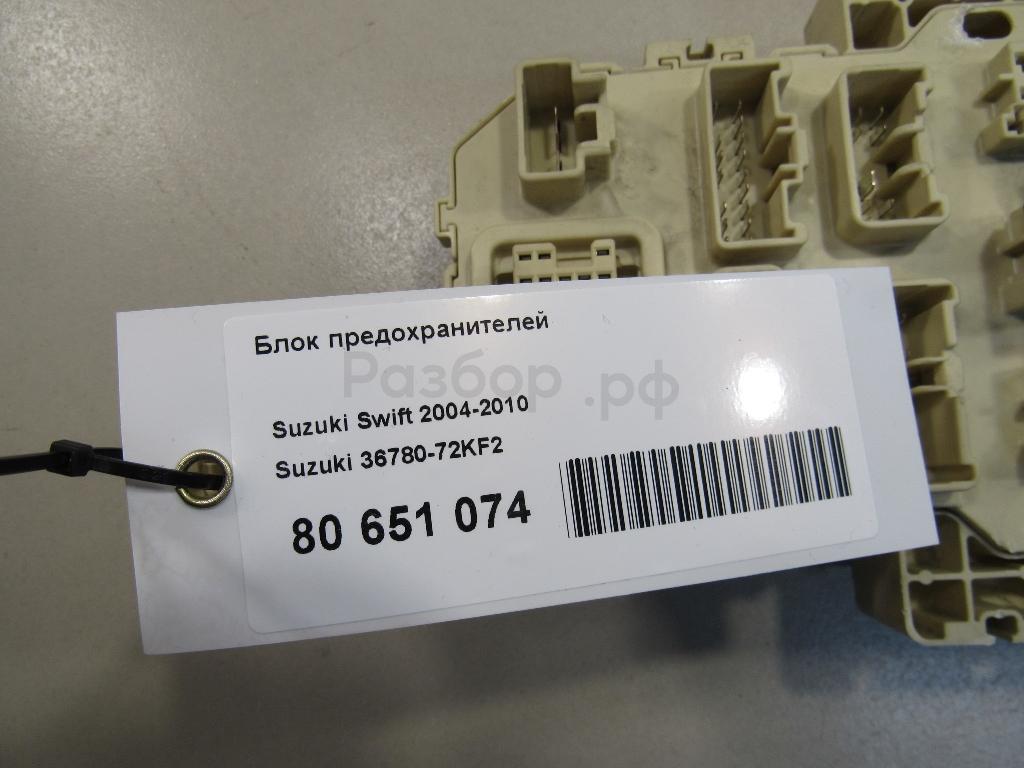 Блок предохранителей
Разбор.рф
Suzuki Swift 2004-2010
Suzuki 36780-72KF2
80 651 074